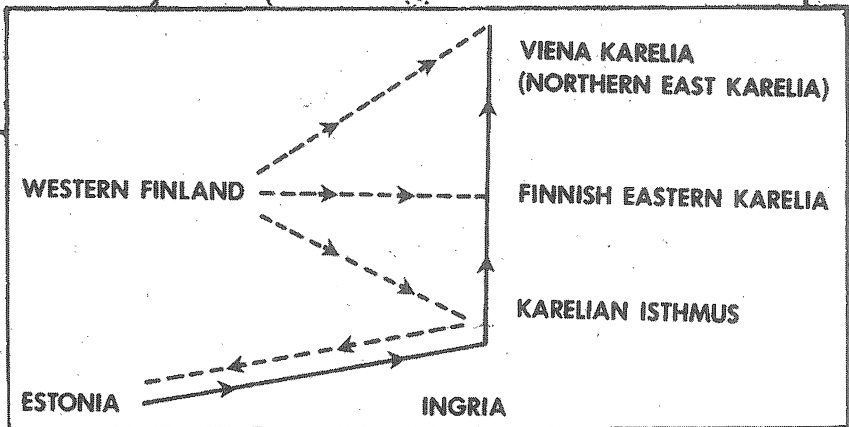 VIENA KARELIA
(NORTHERN EAST KARELIA)
WESTERN FINLAND
FINNISH EASTERN KARELIA
KARELIAN ISTHMUS
ESTONIA
INGRIA